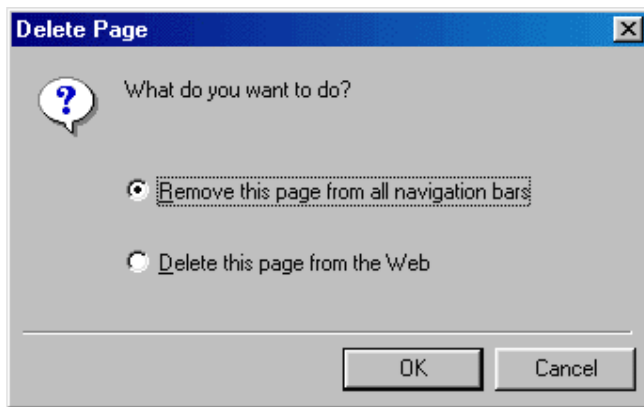 Delete Page
What do you want to do?
Remove this page from all navigation bars
Delete this page from the Web
OK
Cancel